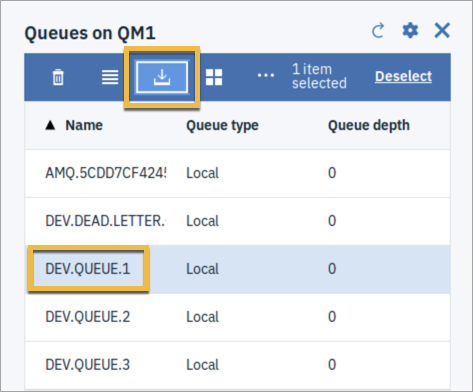 Queues on QM1
1 item
selected
Deselect
Name Queue type Queue depth
AMQ.5CDD7CF4245 Local 0
DEV.DEAD.LETTER. Local 0
DEV.QUEUE.1 Local 0
DEV.QUEUE.2 Local 0
DEV.QUEUE.3 Local 0